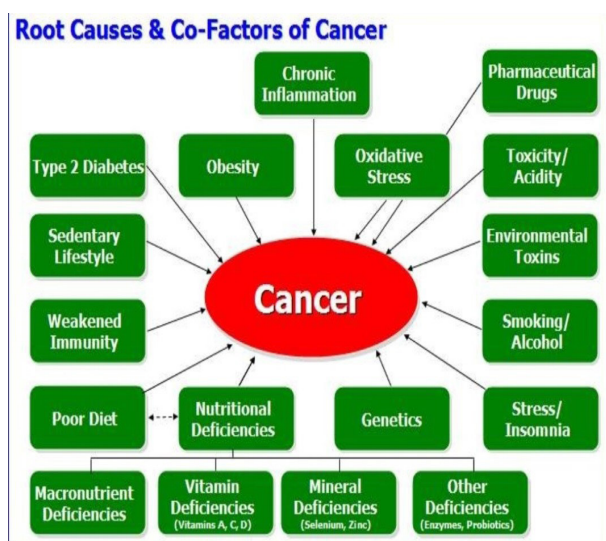 Root Causes & Co-Factors of Cancer
Chronic
Inflammation
Pharmaceutical
Drugs
Type 2 Diabetes
Obesity
Oxidative
Stress
Toxicity/
Acidity
Sedentary
Lifestyle
Environmental
Toxins
Cancer
Weakened
Immunity
Smoking/
Alcohol
Poor Diet
Nutritional
Deficiencies
Genetics
Stress/
Insomnia
Macronutrient
Deficiencies
Vitamin
Deficiencies
(Vitamins A, C, D)
Mineral
Deficiencies
(Selenium, Zinc)
Other
Deficiencies
(Enzymes, Probiotics)